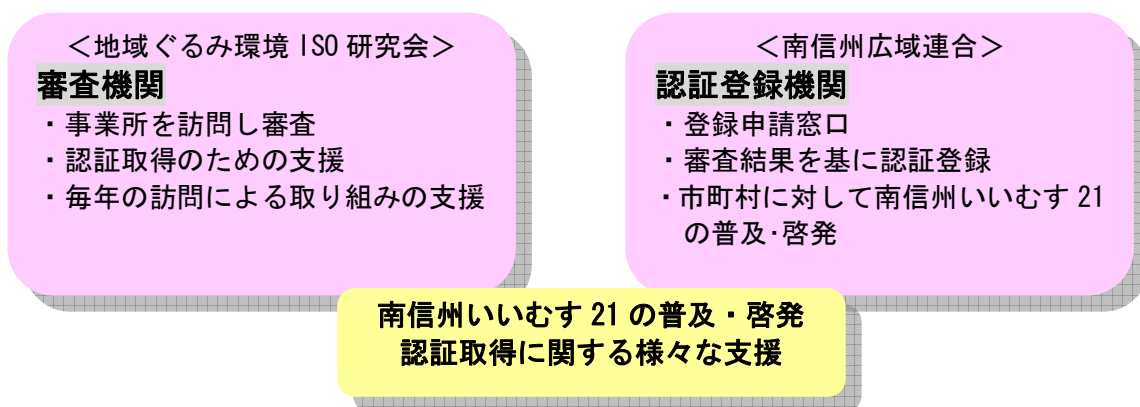 ＜地域ぐるみ環境 ISO 研究会＞
審査機関
・事業所を訪問し審査
・認証取得のための支援
・毎年の訪問による取り組みの支援
＜南信州広域連合＞
認証登録機関
・登録申請窓口
・審査結果を基に認証登録
・市町村に対して南信州いいむす 21
の普及･啓発
南信州いいむす 21 の普及・啓発
認証取得に関する様々な支援